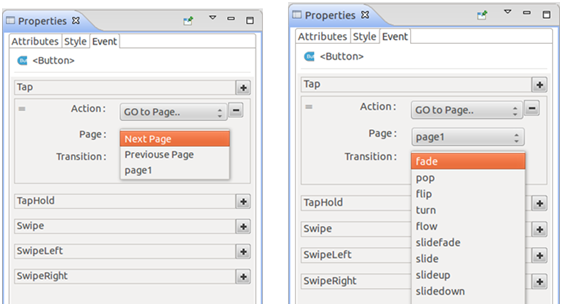 Properties
Attributes Style Event
<Button>
Tap
Action: GO to Page..
Page:
Next Page
Previouse Page
Transition:
page1
TapHold
Swipe
SwipeLeft
SwipeRight
Properties
Attributes Style Event
<Button>
Tap
Action: GO to Page..
Page: page1
Transition:
fade
pop
flip
turn
flow
slidefade
slide
slideup
slidedown
TapHold
Swipe
SwipeLeft
SwipeRight